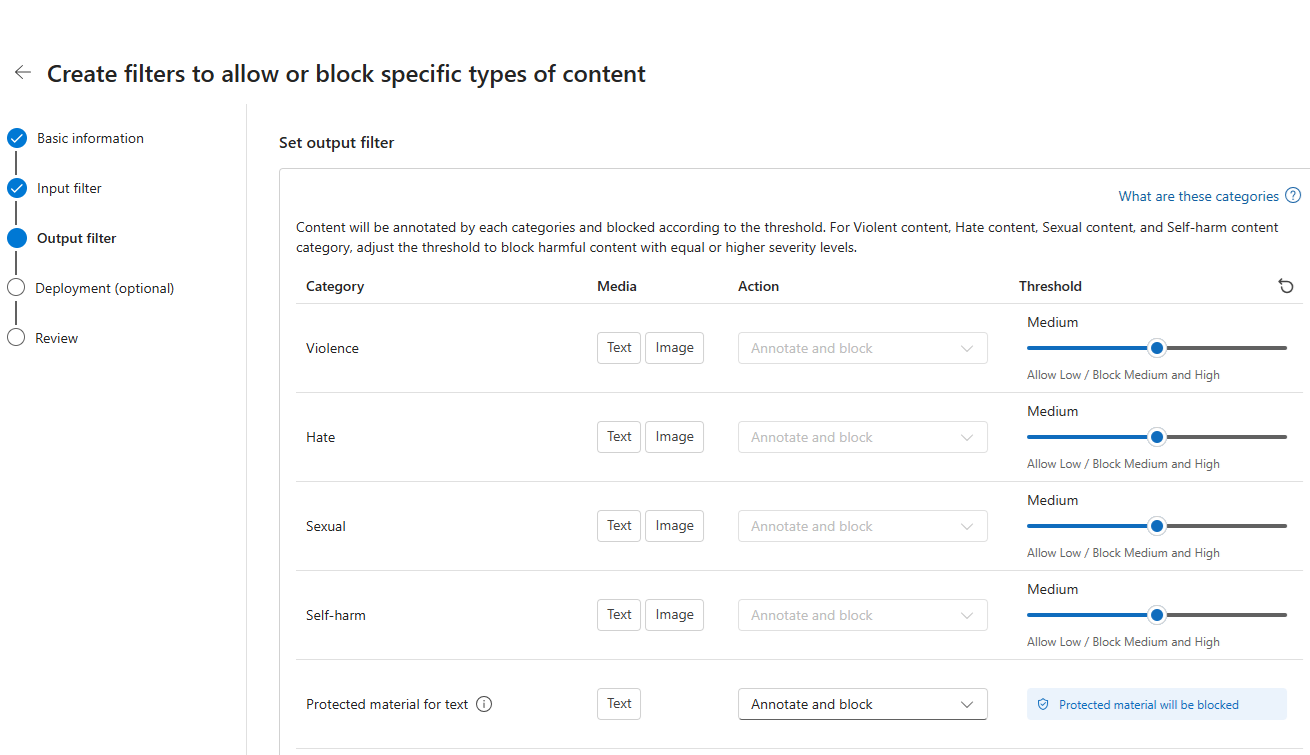 Create filters to allow or block specific types of content
Basic information
Input filter
Output filter
Deployment (optional)
Review
Set output filter
What are these categories
Content will be annotated by each categories and blocked according to the threshold. For Violent content, Hate content, Sexual content, and Self-harm content
category, adjust the threshold to block harmful content with equal or higher severity levels.
Category Media Action Threshold
Violence Text Image Annotate and block Medium
Allow Low / Block Medium and High
Hate Text Image Annotate and block Medium
Allow Low / Block Medium and High
Sexual Text Image Annotate and block Medium
Allow Low / Block Medium and High
Self-harm Text Image Annotate and block Medium
Allow Low / Block Medium and High
Protected material for text Text Annotate and block Protected material will be blocked